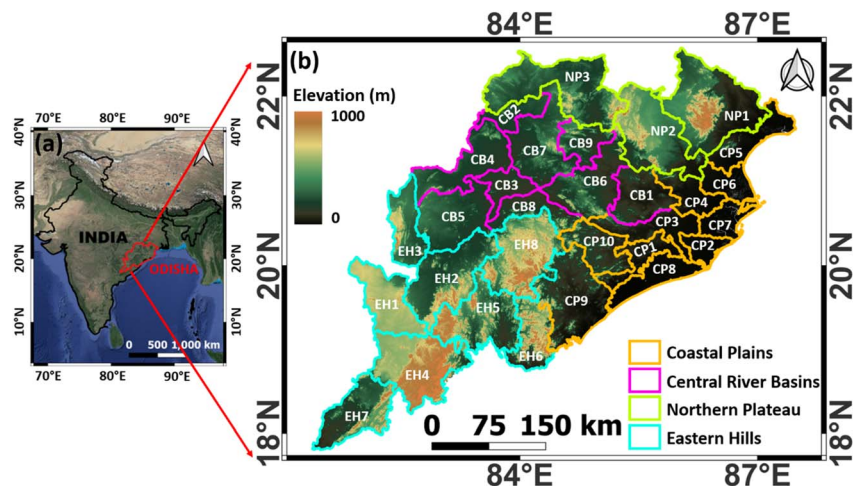 84°E
87°E
(b)
22°N
20°N
18°N
Elevation (m)
1000
0
NP3
NP1
NP2
CB2
CB4
CB7
CB9
CB3
CB6
CB1
CB5
CB8
CP5
CP6
CP4
CP3
CP7
CP2
CP10
CP1
CP8
CP9
EH3
EH8
EH2
EH1
EH5
EH4
EH6
EH7
0 75 150 km
Coastal Plains
Central River Basins
Northern Plateau
Eastern Hills
22°N
20°N
18°N
84°E
87°E
70°E 80°E 90°E
40°N
30°N
20°N
10°N
(a)
INDIA
ODISHA
0 500 1,000 km
40°N
30°N
20°N
10°N
70°E 80°E 90°E